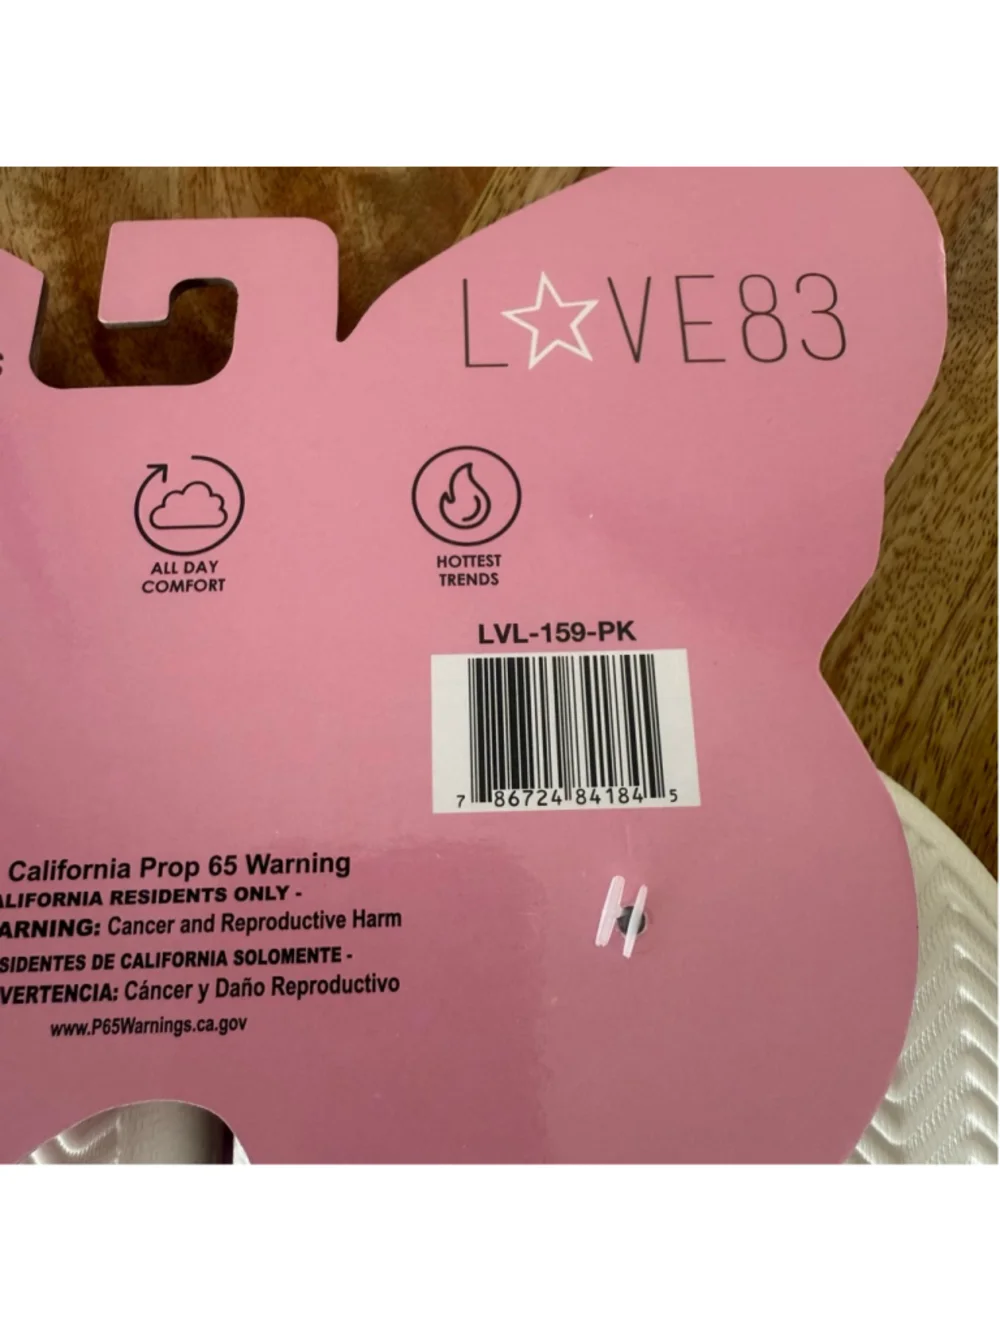 L☆VE83
ALL DAY
COMFORT
HOTTEST
TRENDS
LVL-159-PK
7 86724 84184 5
California Prop 65 Warning
ALIFORNIA RESIDENTS ONLY -
ARNING: Cancer and Reproductive Harm
SIDENTES DE CALIFORNIA SOLOMENTE -
VERTENCIA: Cáncer y Daño Reproductivo
www.P65Warnings.ca.gov